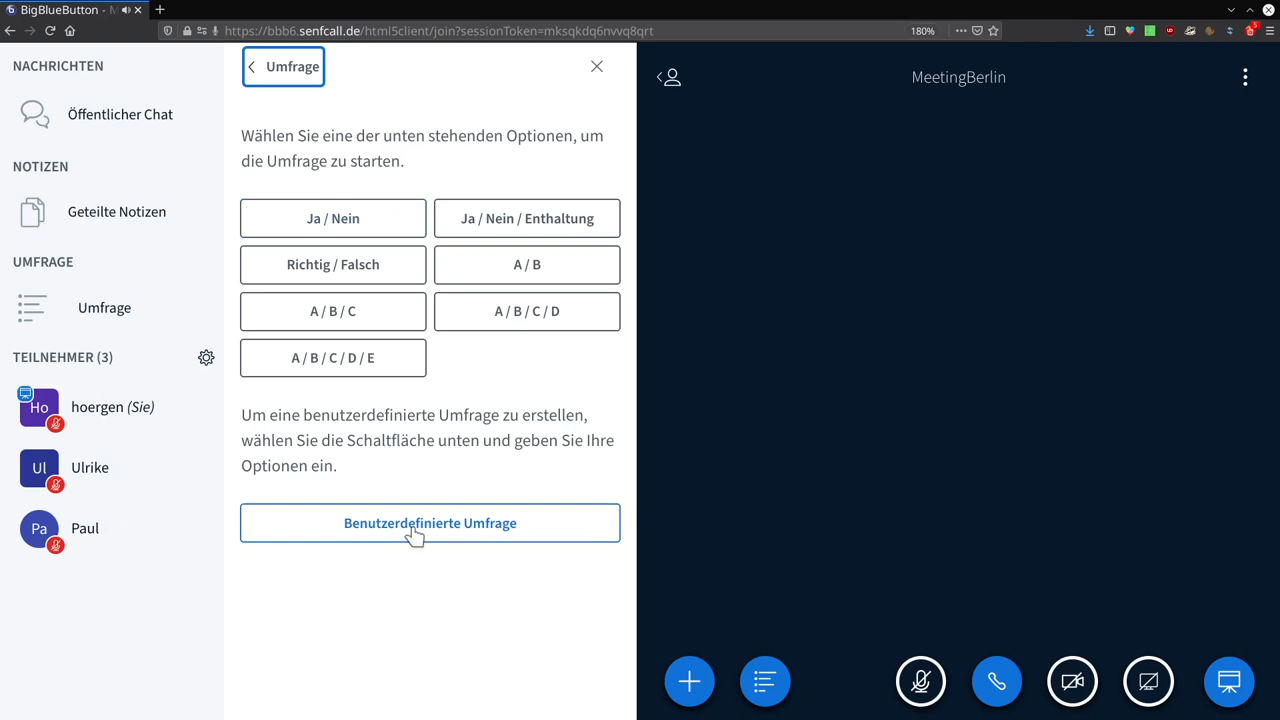 BigBlueButton - M
https://bbb6.senfcall.de/html5client/join?sessionToken=mksqkdq6nvvq8qrt
180%
5
NACHRICHTEN
Öffentlicher Chat
NOTIZEN
Geteilte Notizen
UMFRAGE
Umfrage
TEILNEHMER (3)
Ho
hoergen (Sie)
Ul
Ulrike
Pa
Paul
Umfrage
Wählen Sie eine der unten stehenden Optionen, um
die Umfrage zu starten.
Ja / Nein
Ja / Nein / Enthaltung
Richtig / Falsch
A / B
A / B / C
A / B / C / D
A / B / C / D / E
Um eine benutzerdefinierte Umfrage zu erstellen,
wählen Sie die Schaltfläche unten und geben Sie Ihre
Optionen ein.
Benutzerdefinierte Umfrage
MeetingBerlin